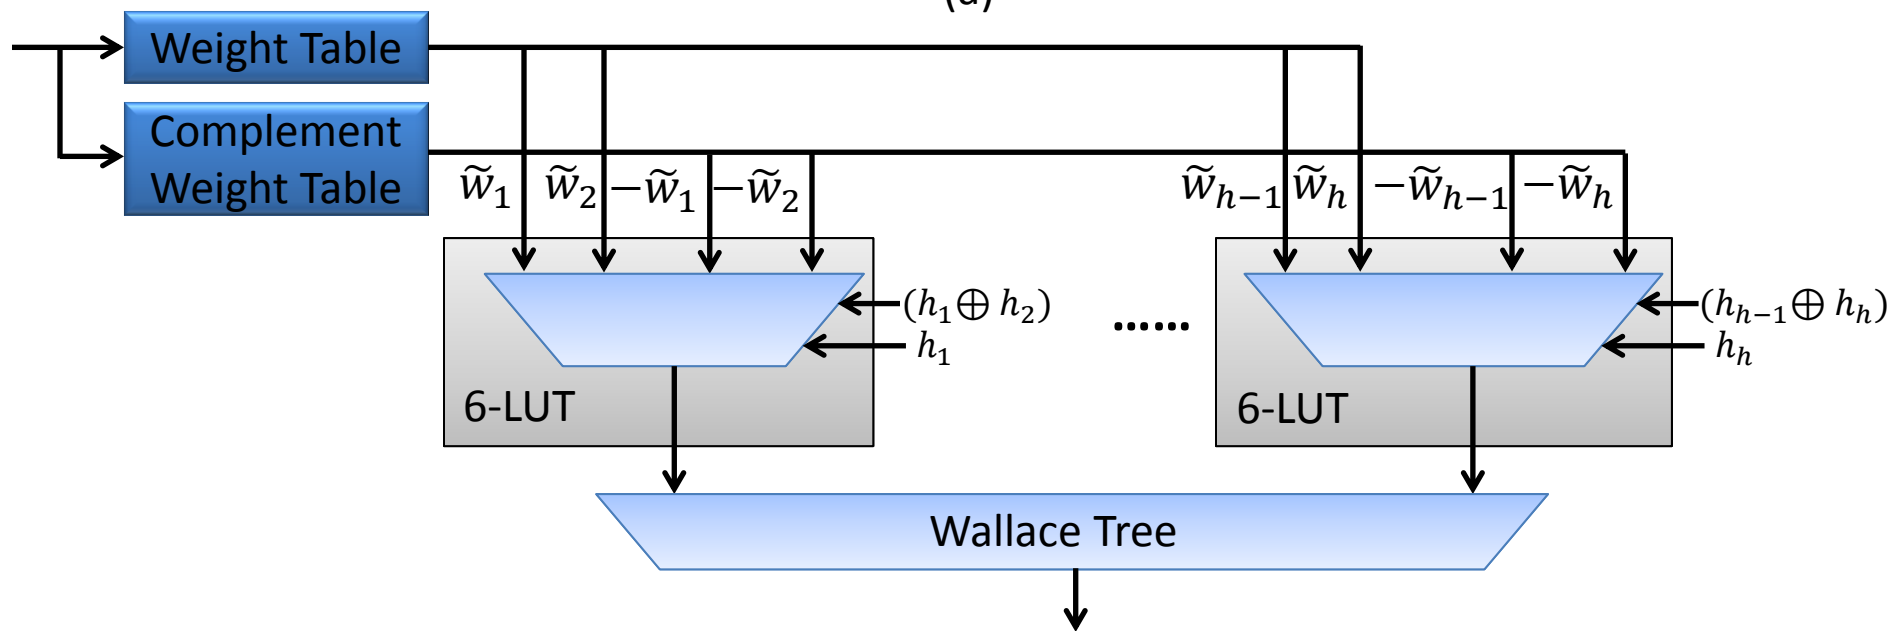 (a)
Weight Table
Complement
Weight Table
w̃₁ w̃₂ −w̃₁ −w̃₂ w̃ₕ₋₁ w̃ₕ −w̃ₕ₋₁ −w̃ₕ
(h₁⊕ h₂) (hₕ₋₁⊕ hₕ)
......
h₁ hₕ
6-LUT 6-LUT
Wallace Tree